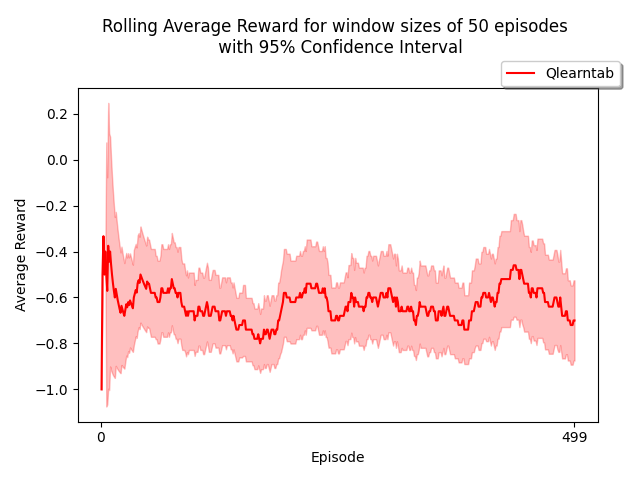 Rolling Average Reward for window sizes of 50 episodes
with 95% Confidence Interval
Qlearntab
0.2
0.0
−0.2
−0.4
−0.6
−0.8
−1.0
Average Reward
0
499
Episode